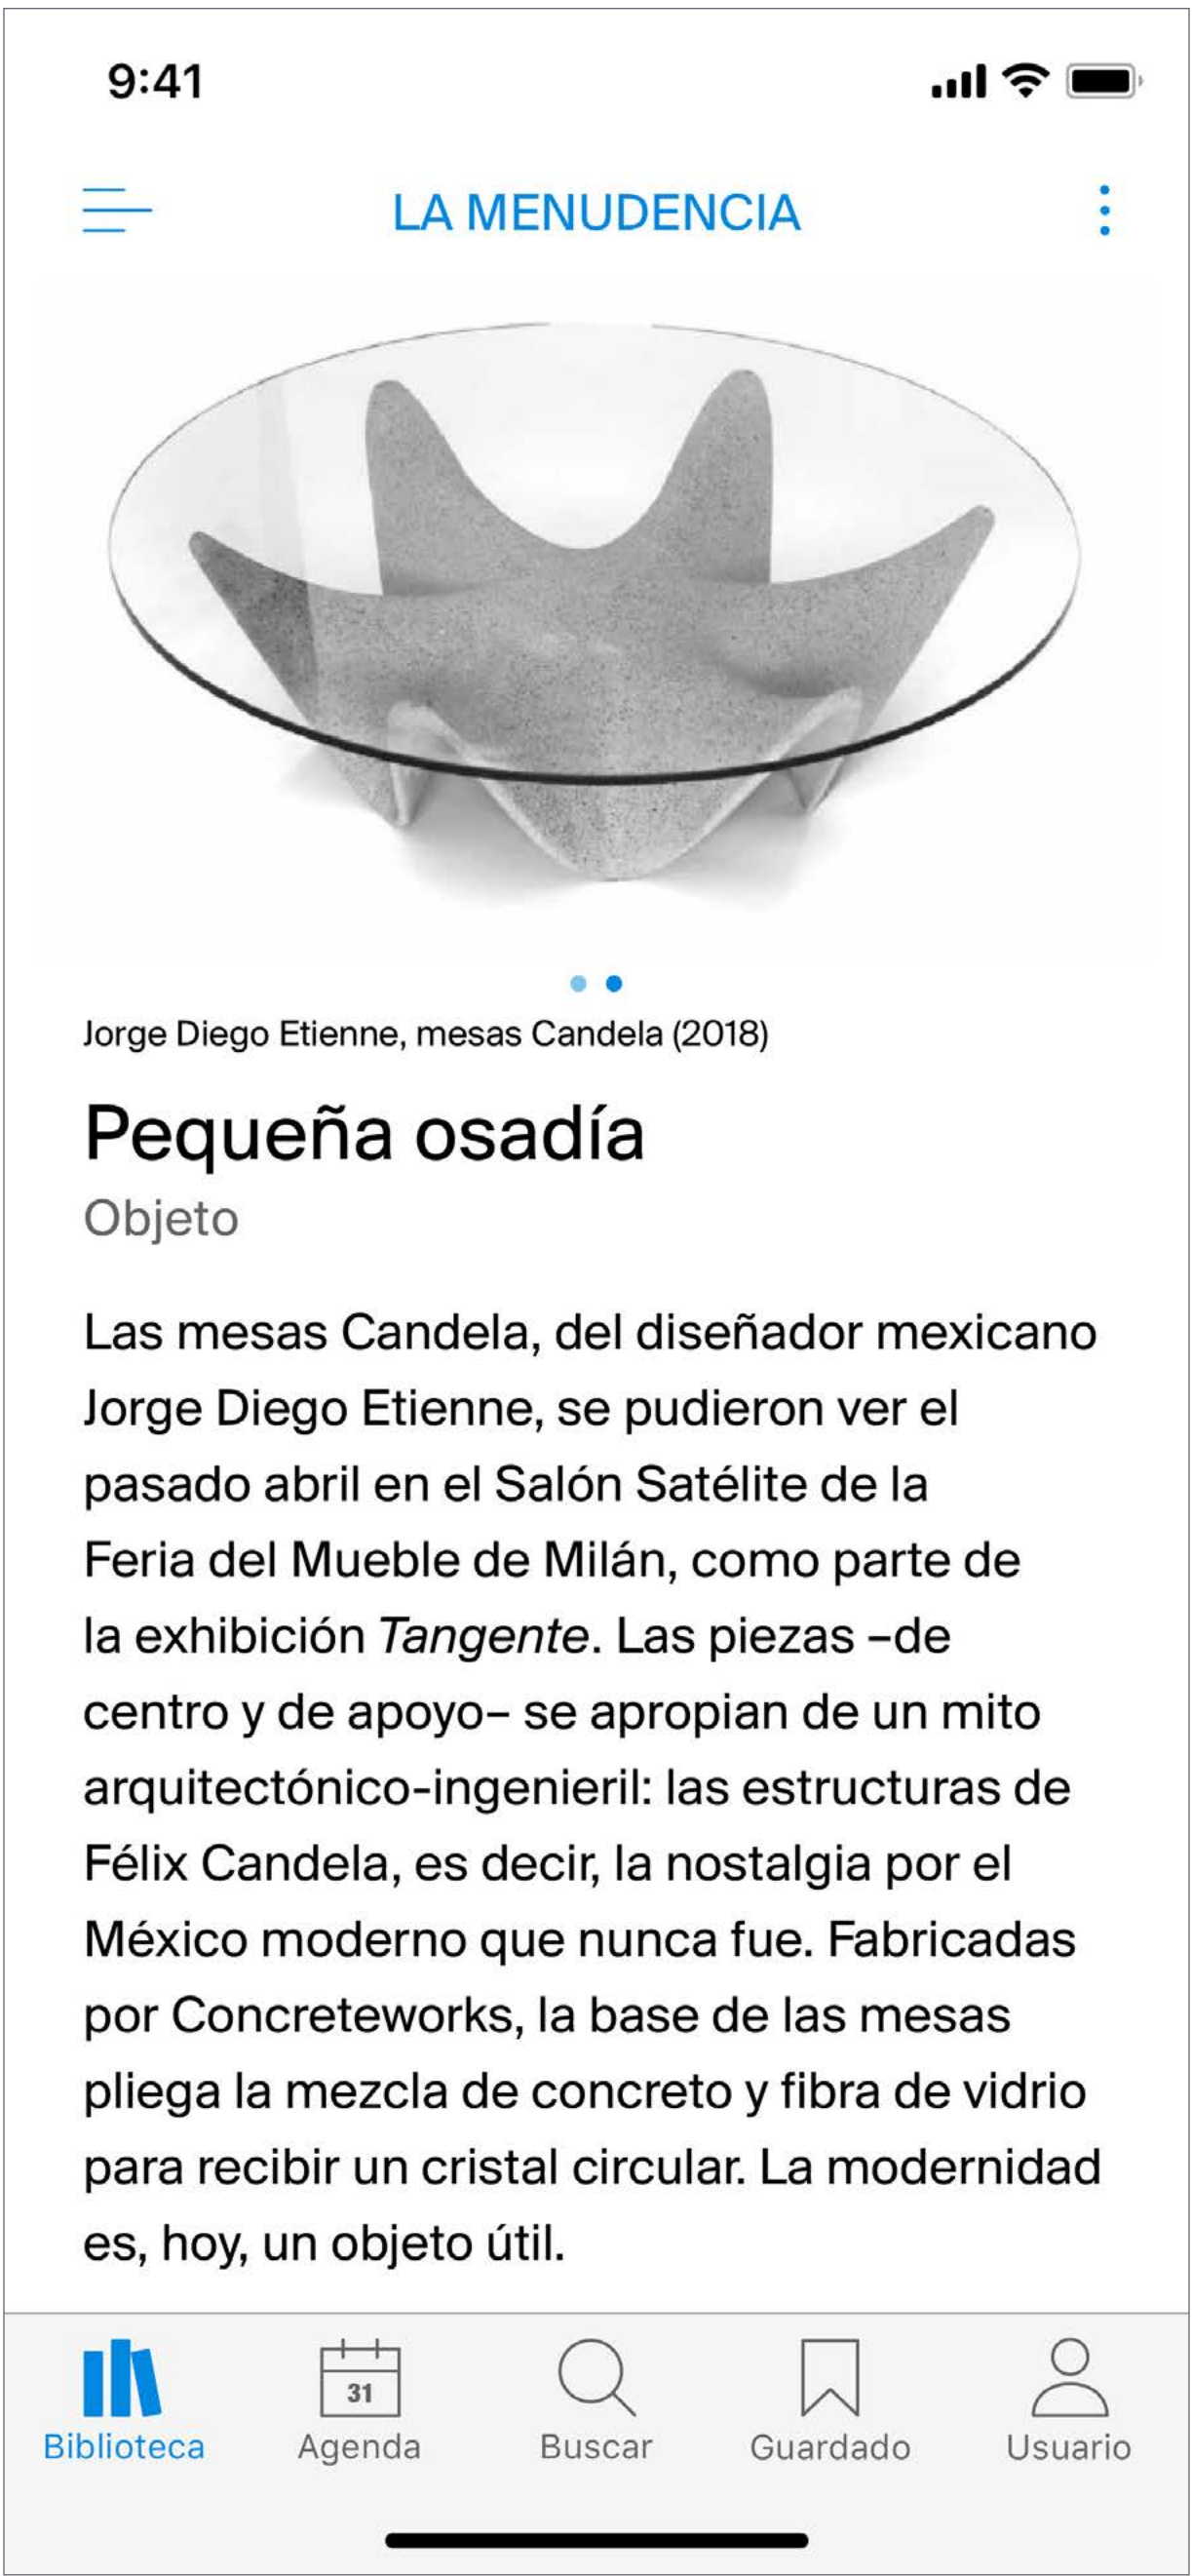 9:41
LA MENUDENCIA
Jorge Diego Etienne, mesas Candela (2018)
Pequeña osadía
Objeto
Las mesas Candela, del diseñador mexicano
Jorge Diego Etienne, se pudieron ver el
pasado abril en el Salón Satélite de la
Feria del Mueble de Milán, como parte de
la exhibición Tangente. Las piezas –de
centro y de apoyo– se apropian de un mito
arquitectónico-ingenieril: las estructuras de
Félix Candela, es decir, la nostalgia por el
México moderno que nunca fue. Fabricadas
por Concreteworks, la base de las mesas
pliega la mezcla de concreto y fibra de vidrio
para recibir un cristal circular. La modernidad
es, hoy, un objeto útil.
31
Biblioteca Agenda Buscar Guardado Usuario